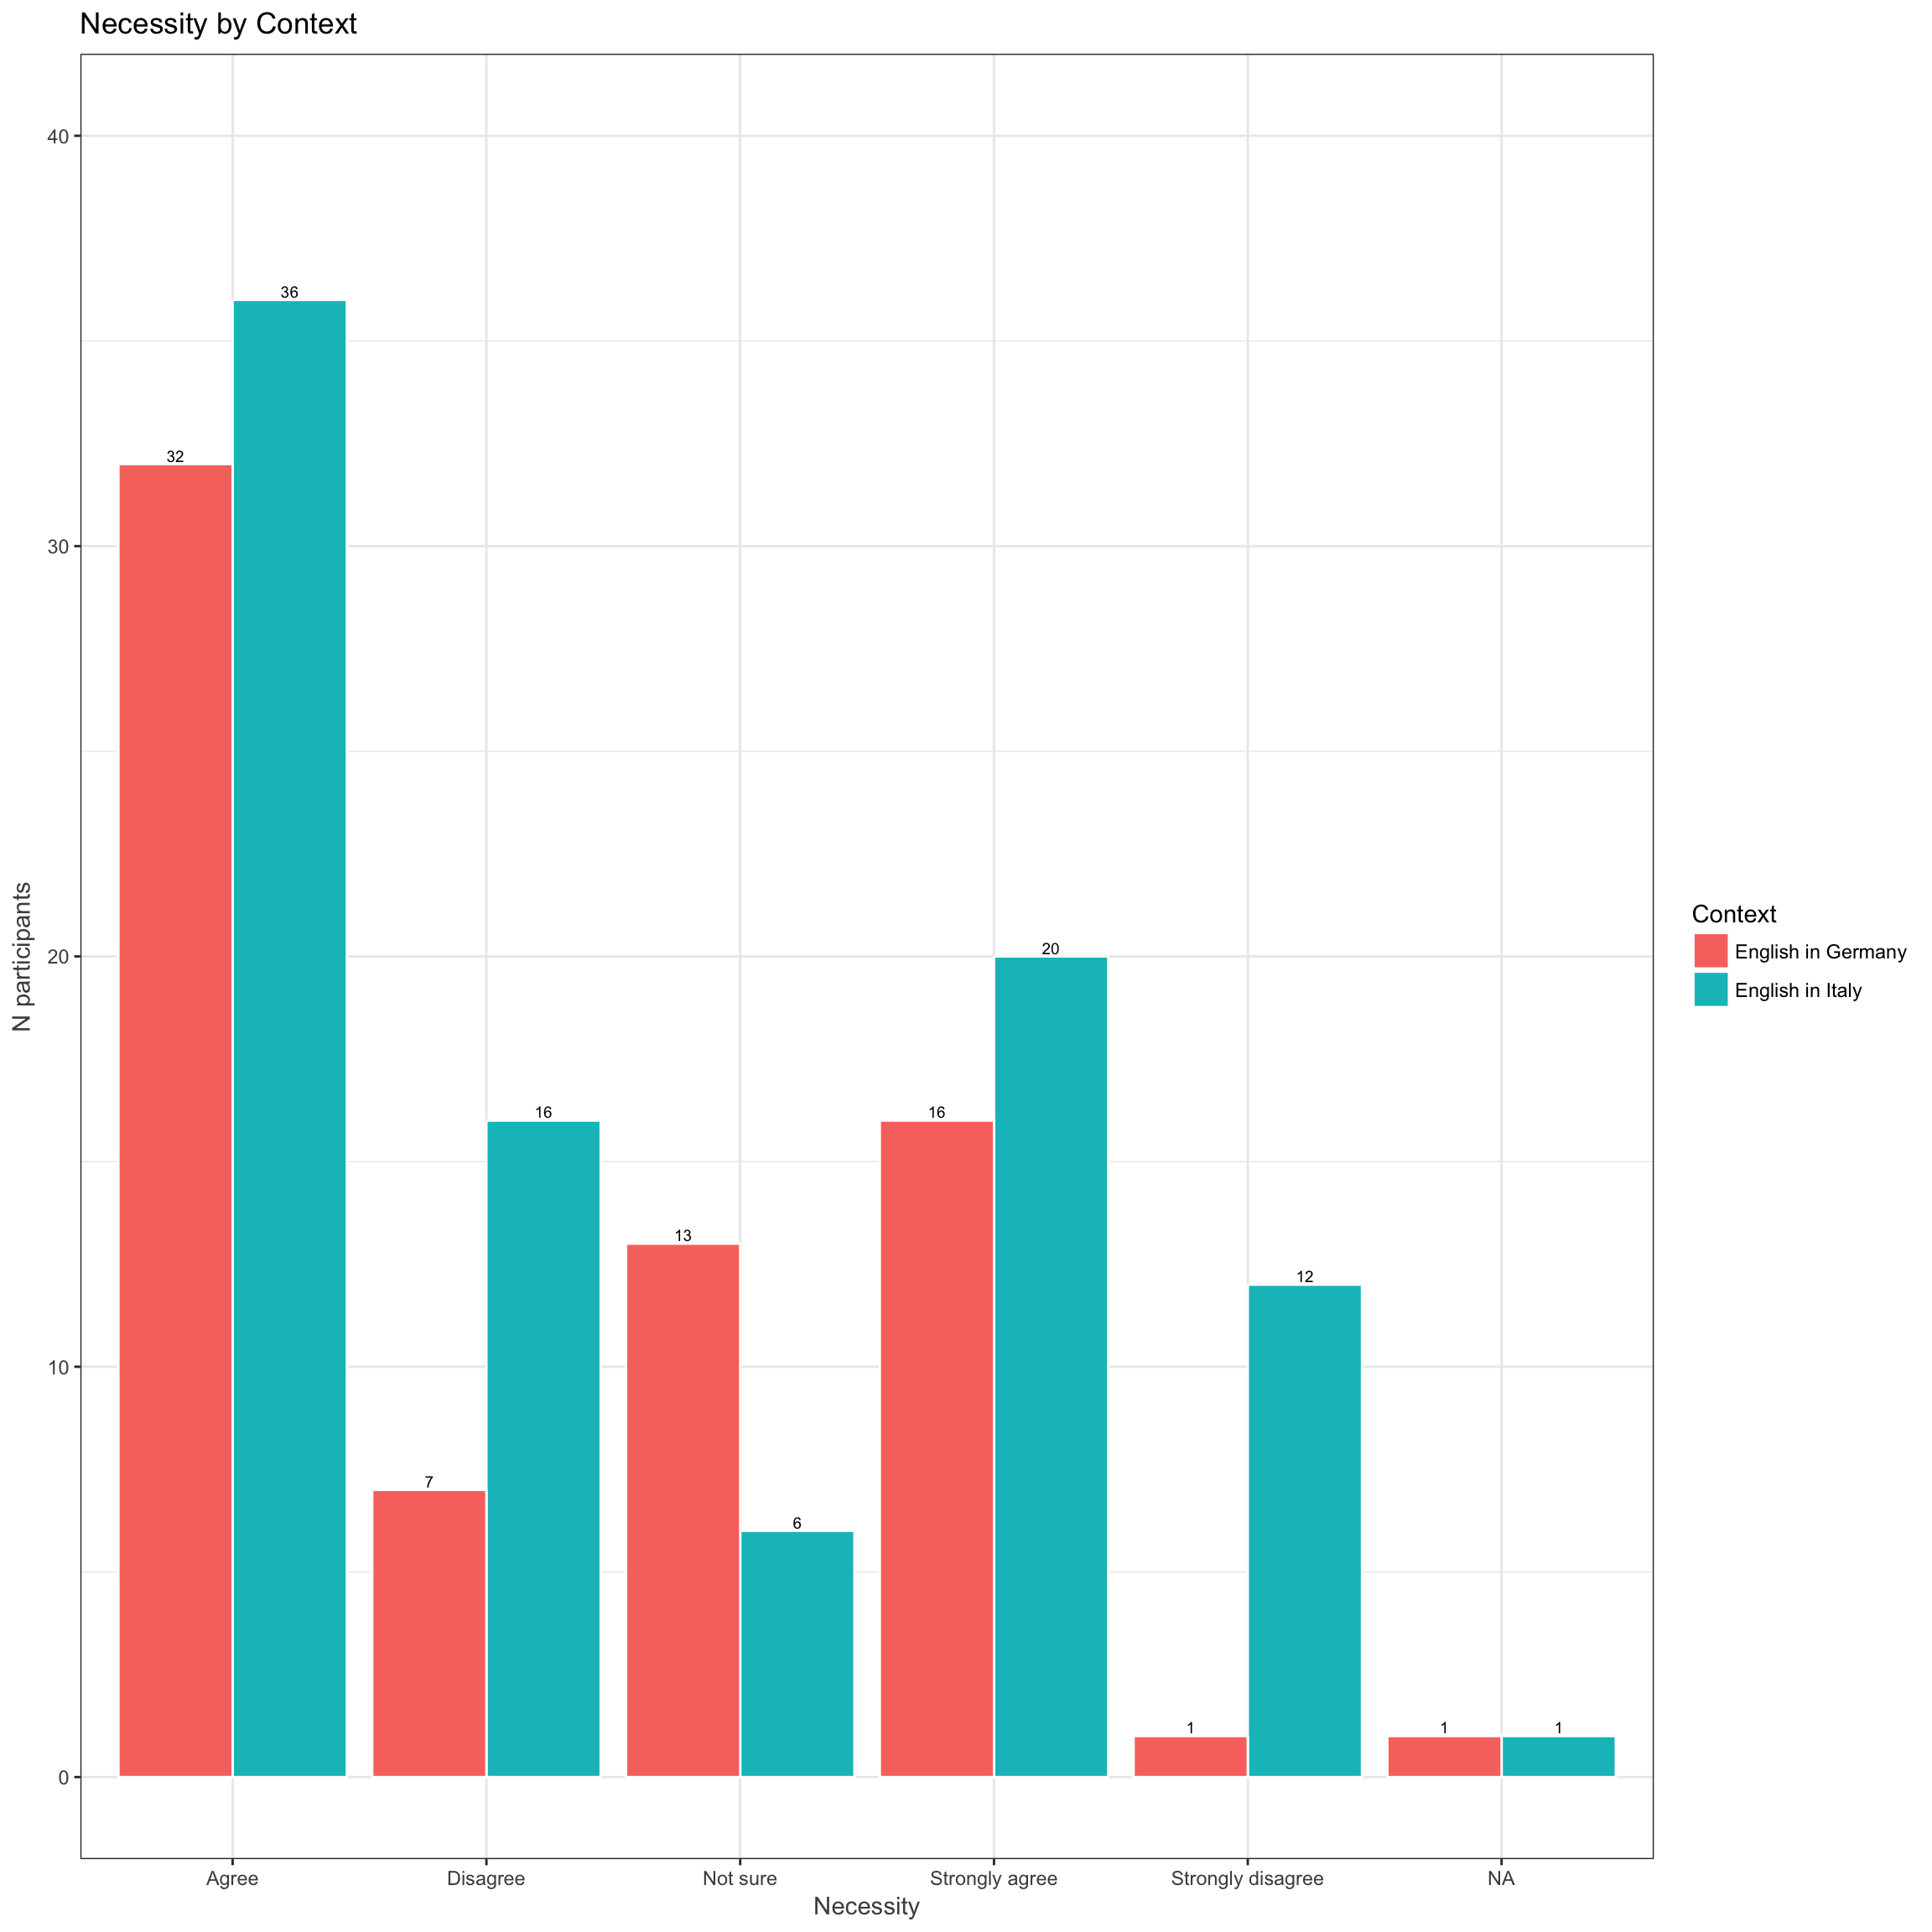 Necessity by Context
40
30
20
10
0
N participants
32
36
7
16
13
6
16
20
1
12
1
1
Agree
Disagree
Not sure
Strongly agree
Strongly disagree
NA
Necessity
Context
English in Germany
English in Italy